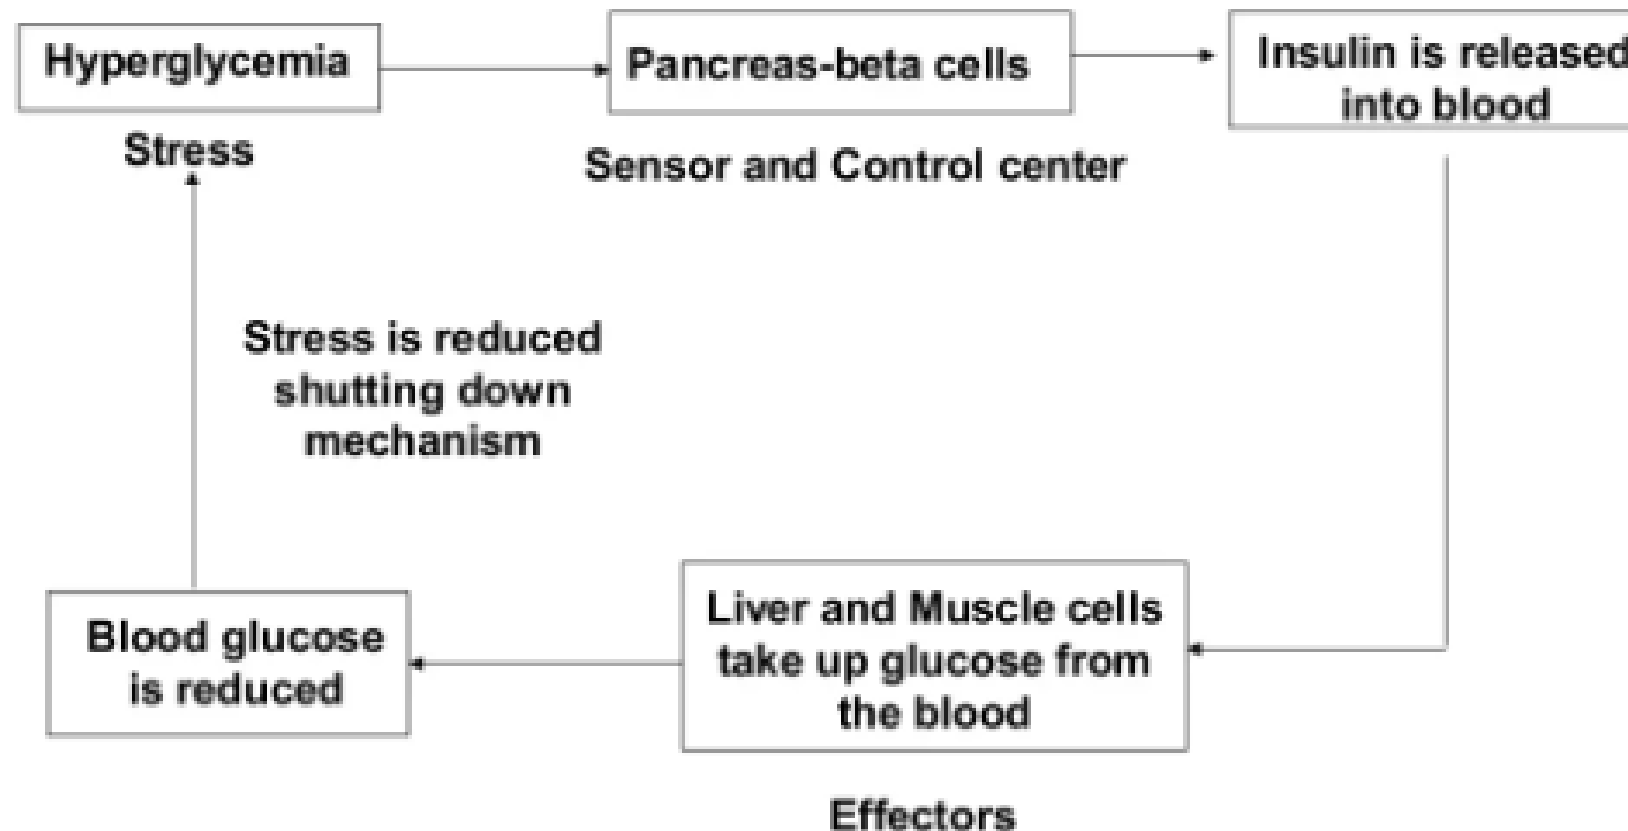 Hyperglycemia
Stress
Pancreas-beta cells
Sensor and Control center
Insulin is released
into blood
Stress is reduced
shutting down
mechanism
Blood glucose
is reduced
Liver and Muscle cells
take up glucose from
the blood
Effectors